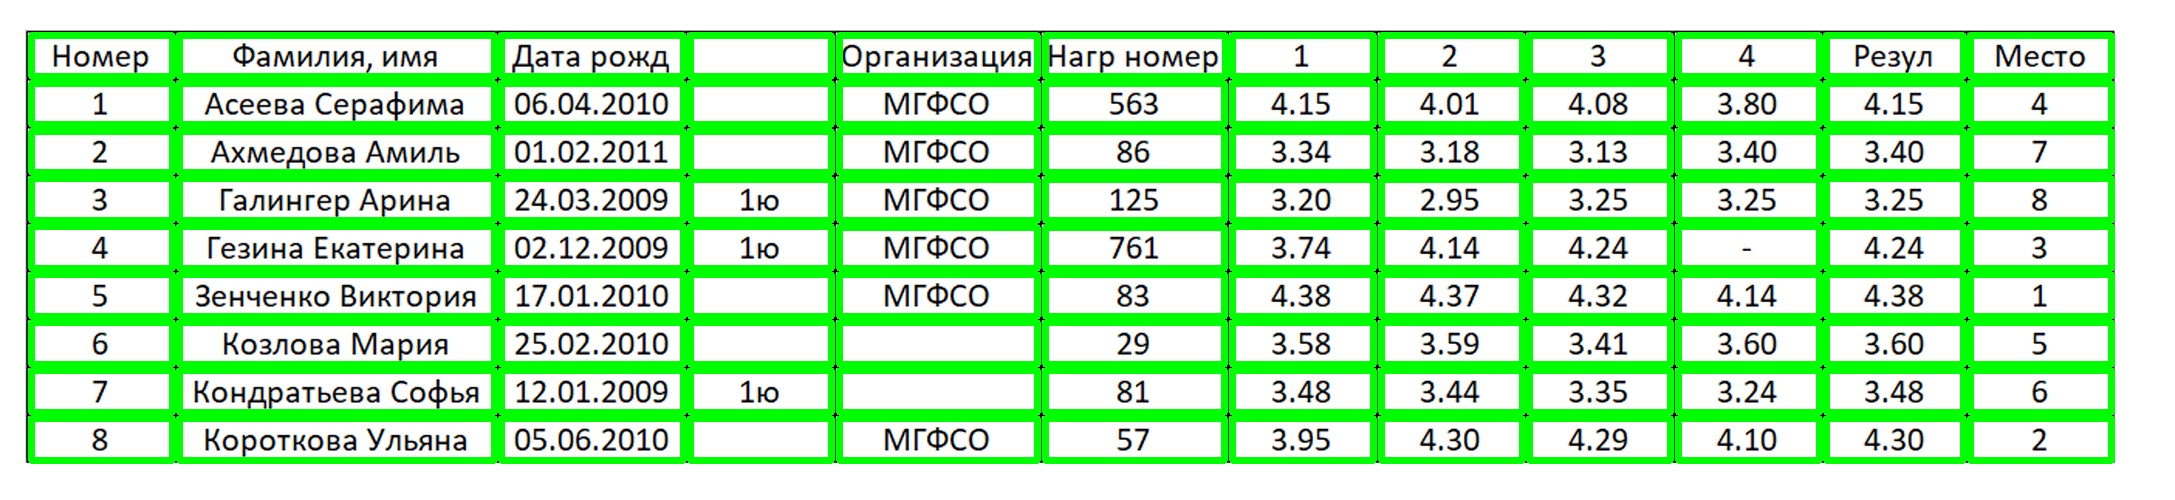 Номер Фамилия, имя Дата рожд Организация Нагр номер 1 2 3 4 Резул Место
1 Асеева Серафима 06.04.2010 МГФСО 563 4.15 4.01 4.08 3.80 4.15 4
2 Ахмедова Амиль 01.02.2011 МГФСО 86 3.34 3.18 3.13 3.40 3.40 7
3 Галингер Арина 24.03.2009 1ю МГФСО 125 3.20 2.95 3.25 3.25 3.25 8
4 Гезина Екатерина 02.12.2009 1ю МГФСО 761 3.74 4.14 4.24 - 4.24 3
5 Зенченко Виктория 17.01.2010 МГФСО 83 4.38 4.37 4.32 4.14 4.38 1
6 Козлова Мария 25.02.2010 29 3.58 3.59 3.41 3.60 3.60 5
7 Кондратьева Софья 12.01.2009 1ю 81 3.48 3.44 3.35 3.24 3.48 6
8 Короткова Ульяна 05.06.2010 МГФСО 57 3.95 4.30 4.29 4.10 4.30 2